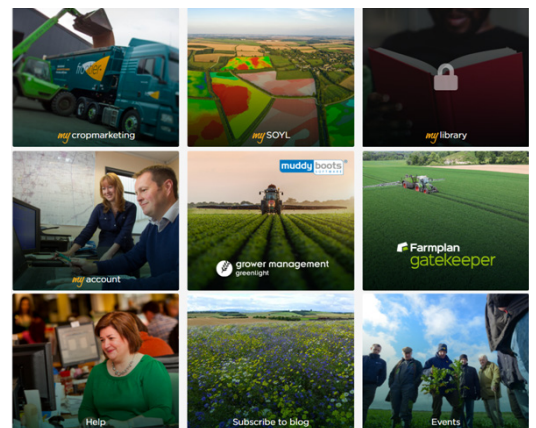 my cropmarketing
my SOYL
my library
my account
muddy boots
SOFTWARE
grower management
greenlight
Farmplan
gatekeeper
Help
Subscribe to blog
Events